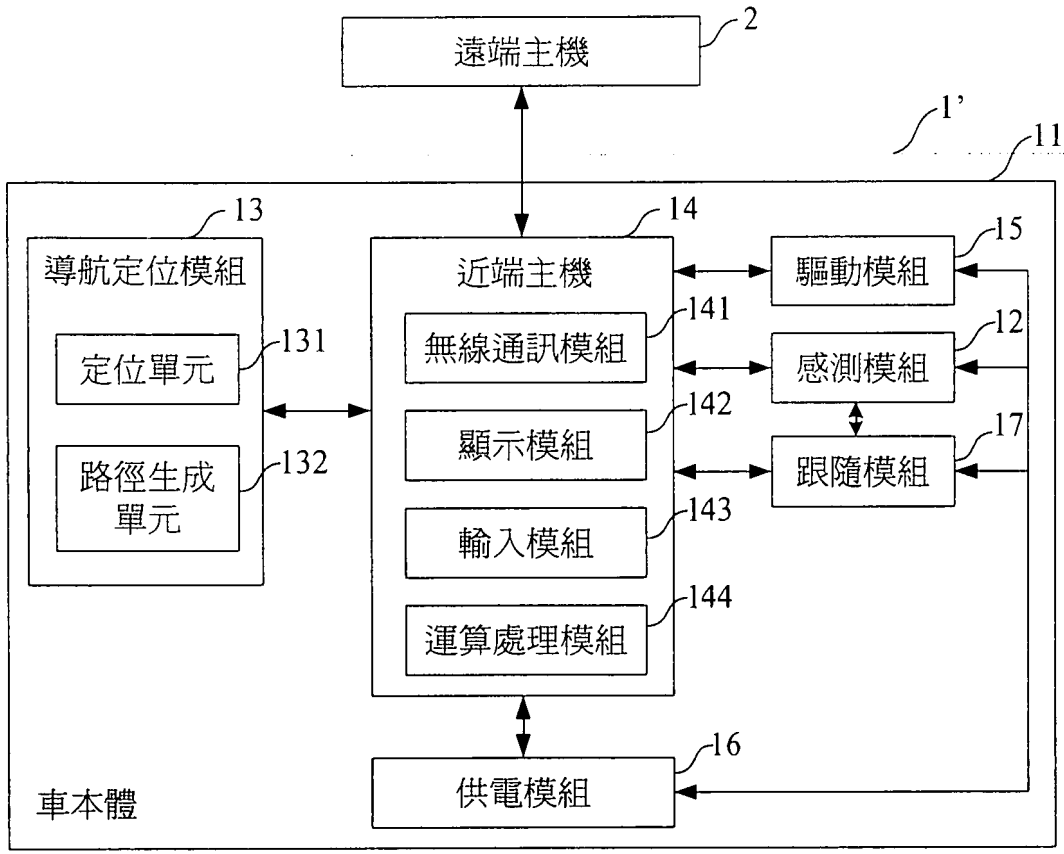 2
遠端主機
1’
11
13
導航定位模組
131
定位單元
132
路徑生成
單元
14
近端主機
141
無線通訊模組
142
顯示模組
143
輸入模組
144
運算處理模組
15
驅動模組
12
感測模組
17
跟隨模組
16
供電模組
車本體